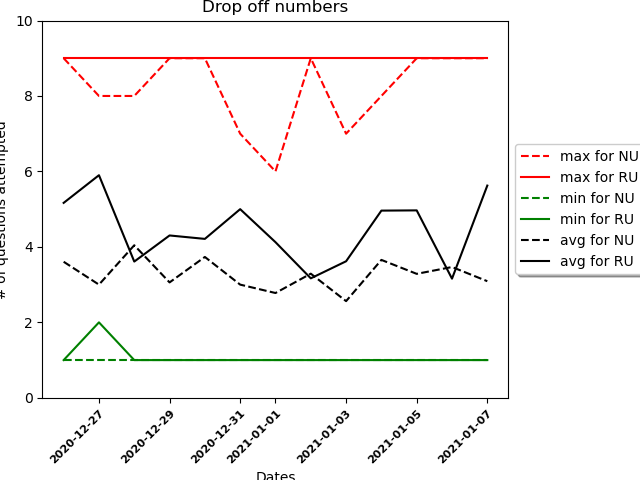 Drop off numbers
# of questions attempted
10
8
6
4
2
0
2020-12-27
2020-12-29
2020-12-31
2021-01-01
2021-01-03
2021-01-05
2021-01-07
Dates
max for NU
max for RU
min for NU
min for RU
avg for NU
avg for RU